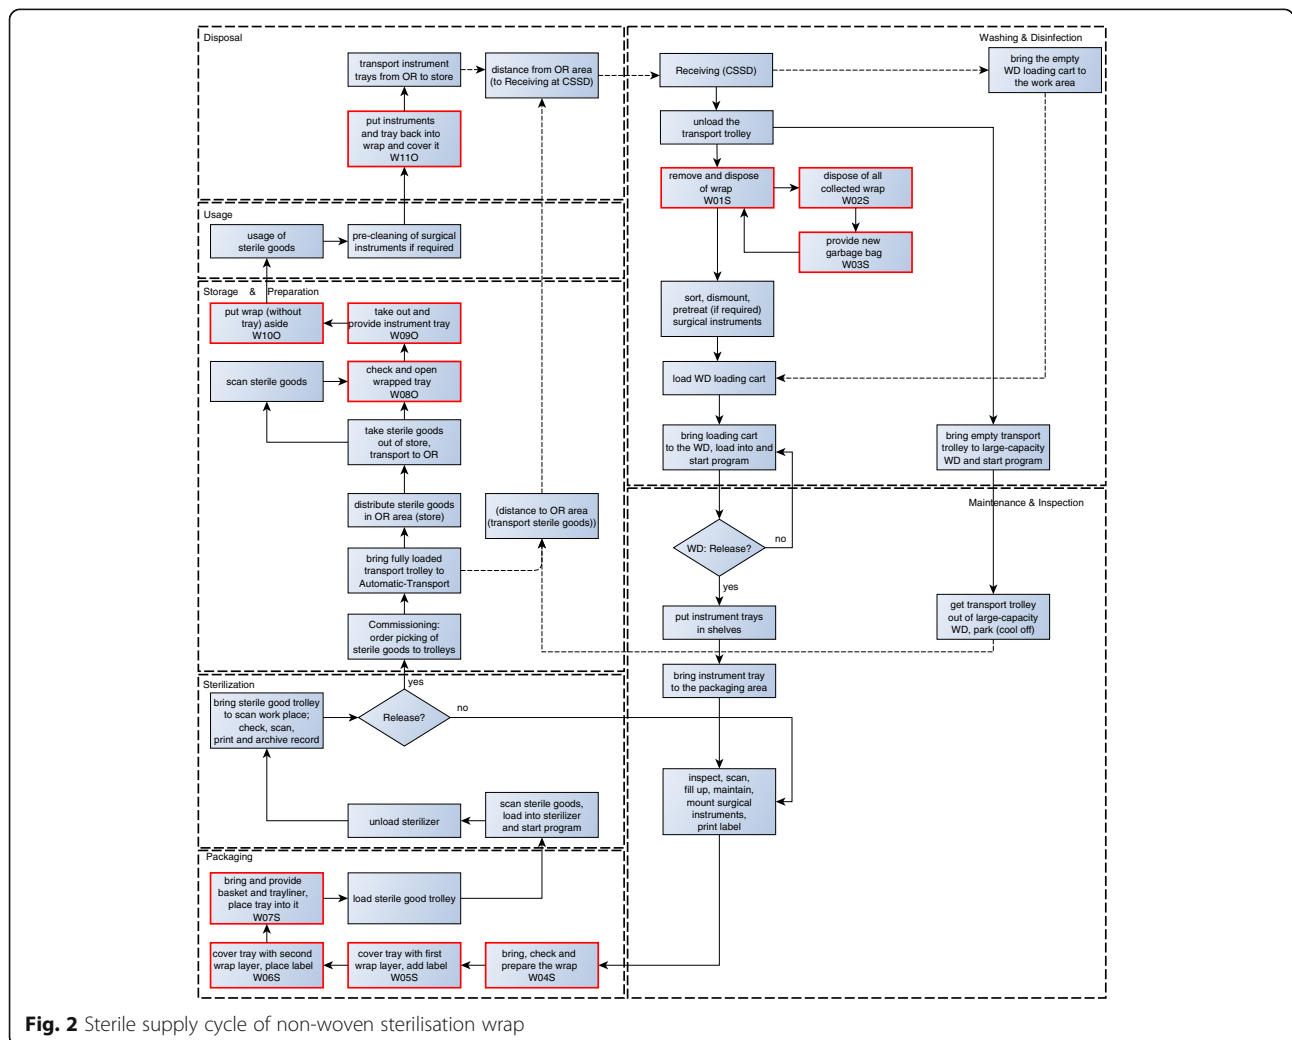 Disposal
transport instrument
trays from OR to store
distance from OR area
(to Receiving at CSSD)
put instruments
and tray back into
wrap and cover it
W11O
Usage
usage of
sterile goods
pre-cleaning of surgical
instruments if required
Storage & Preparation
put wrap (without
tray) aside
W10O
take out and
provide instrument tray
W09O
scan sterile goods
check and open
wrapped tray
W08O
take sterile goods
out of store,
transport to OR
distribute sterile goods
in OR area (store)
(distance to OR area
(transport sterile goods))
bring fully loaded
transport trolley to
Automatic-Transport
Commissioning:
order picking of
sterile goods to trolleys
Sterilization
yes
bring sterile good trolley
to scan work place;
check, scan,
print and archive record
Release?
no
unload sterilizer
scan sterile goods,
load into sterilizer
and start program
Packaging
bring and provide
basket and trayliner,
place tray into it
W07S
load sterile good trolley
cover tray with second
wrap layer, place label
W06S
cover tray with first
wrap layer, add label
W05S
bring, check and
prepare the wrap
W04S
Washing & Disinfection
Receiving (CSSD)
bring the empty
WD loading cart to
the work area
unload the
transport trolley
remove and dispose
of wrap
W01S
dispose of all
collected wrap
W02S
provide new
garbage bag
W03S
sort, dismount,
pretreat (if required)
surgical instruments
load WD loading cart
bring loading cart
to the WD, load into and
start program
bring empty transport
trolley to large-capacity
WD and start program
Maintenance & Inspection
WD: Release?
no
yes
put instrument trays
in shelves
get transport trolley
out of large-capacity
WD, park (cool off)
bring instrument tray
to the packaging area
inspect, scan,
fill up, maintain,
mount surgical
instruments,
print label
Fig. 2 Sterile supply cycle of non-woven sterilisation wrap